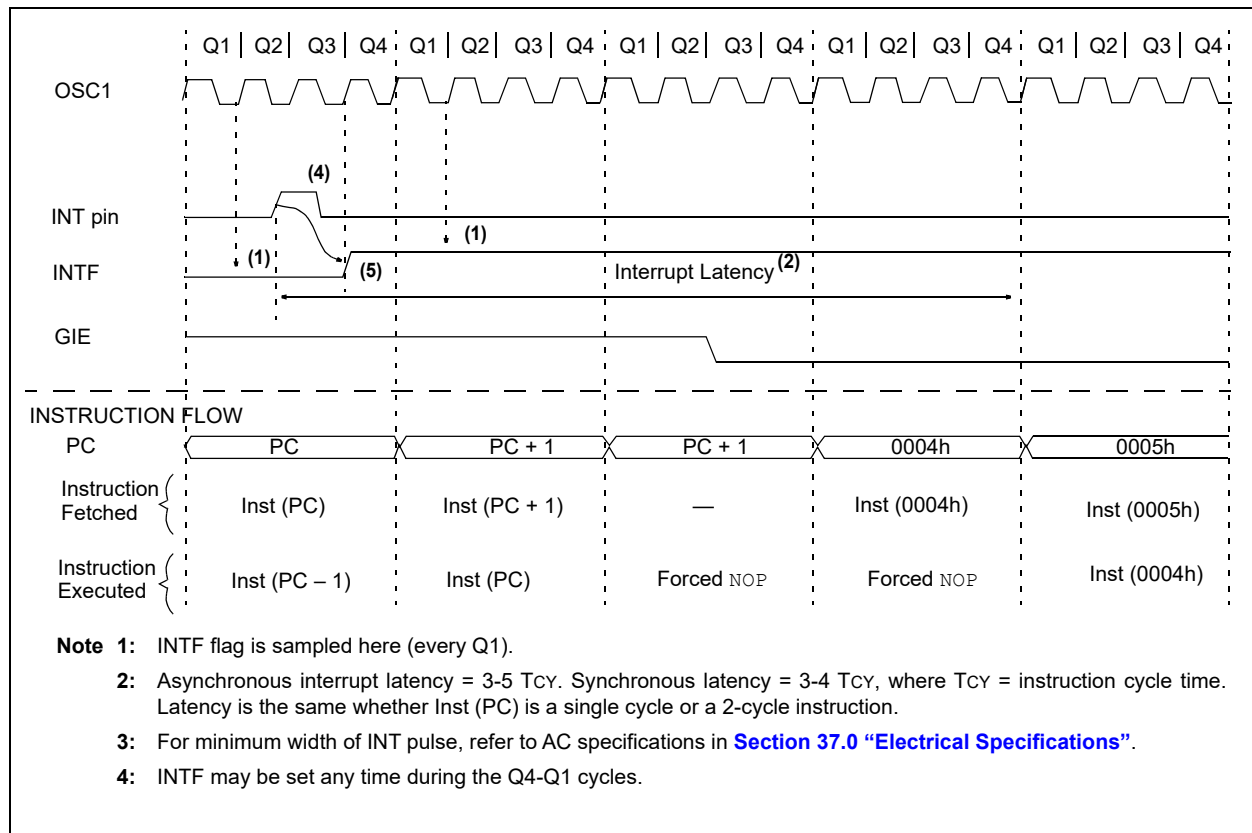 Q1 Q2 Q3 Q4 Q1 Q2 Q3 Q4 Q1 Q2 Q3 Q4 Q1 Q2 Q3 Q4 Q1 Q2 Q3 Q4
OSC1
(4)
INT pin
(1)
(1)
INTF
(5)
Interrupt Latency(2)
GIE
INSTRUCTION FLOW
PC PC PC + 1 PC + 1 0004h 0005h
Instruction
Fetched
Inst (PC) Inst (PC + 1) — Inst (0004h) Inst (0005h)
Instruction
Executed
Inst (PC – 1) Inst (PC) Forced NOP Forced NOP Inst (0004h)
Note 1: INTF flag is sampled here (every Q1).
2: Asynchronous interrupt latency = 3-5 TCY. Synchronous latency = 3-4 TCY, where TCY = instruction cycle time.
Latency is the same whether Inst (PC) is a single cycle or a 2-cycle instruction.
3: For minimum width of INT pulse, refer to AC specifications in Section 37.0 “Electrical Specifications”.
4: INTF may be set any time during the Q4-Q1 cycles.